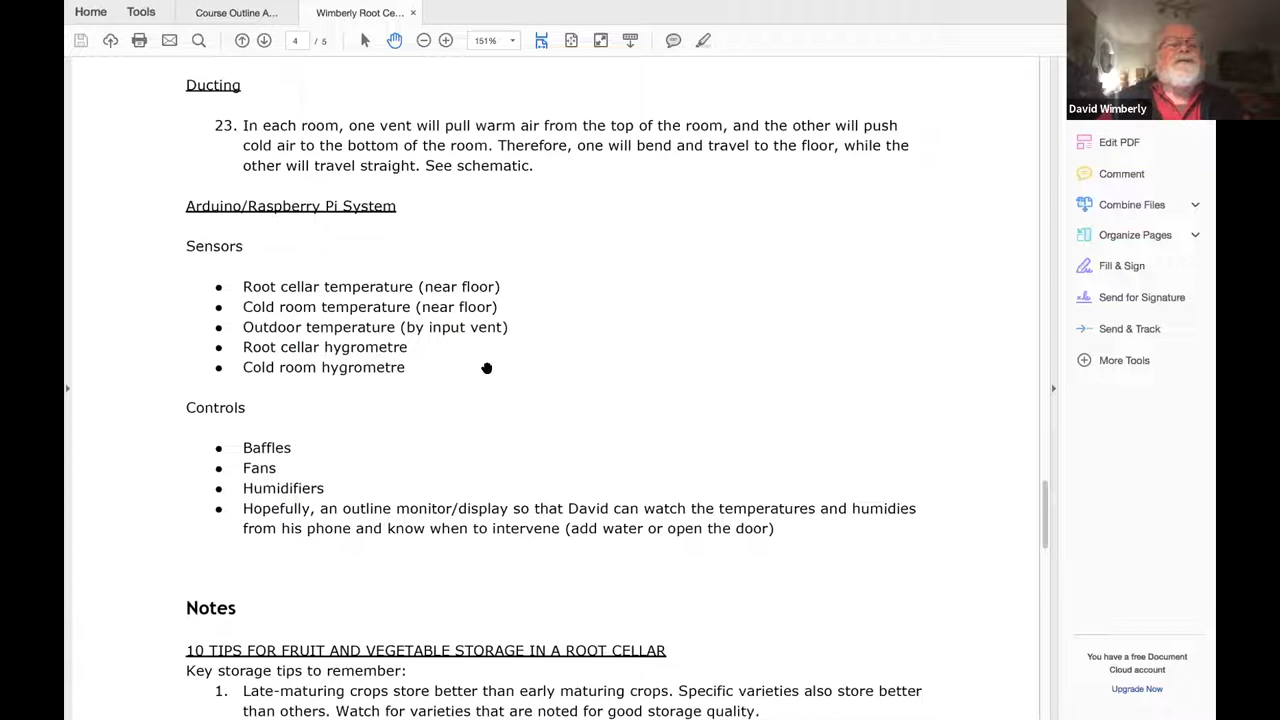 Home
Tools
Course Outline A...
Wimberly Root Ce...
×
4 / 5
151%
David Wimberly
Ducting
23. In each room, one vent will pull warm air from the top of the room, and the other will push
cold air to the bottom of the room. Therefore, one will bend and travel to the floor, while the
other will travel straight. See schematic.
Arduino/Raspberry Pi System
Sensors
● Root cellar temperature (near floor)
● Cold room temperature (near floor)
● Outdoor temperature (by input vent)
● Root cellar hygrometre
● Cold room hygrometre
Controls
● Baffles
● Fans
● Humidifiers
● Hopefully, an outline monitor/display so that David can watch the temperatures and humidies
from his phone and know when to intervene (add water or open the door)
Notes
10 TIPS FOR FRUIT AND VEGETABLE STORAGE IN A ROOT CELLAR
Key storage tips to remember:
1. Late-maturing crops store better than early maturing crops. Specific varieties also store better
than others. Watch for varieties that are noted for good storage quality.
Edit PDF
Comment
Combine Files
Organize Pages
Fill & Sign
Send for Signature
Send & Track
More Tools
You have a free Document
Cloud account
Upgrade Now